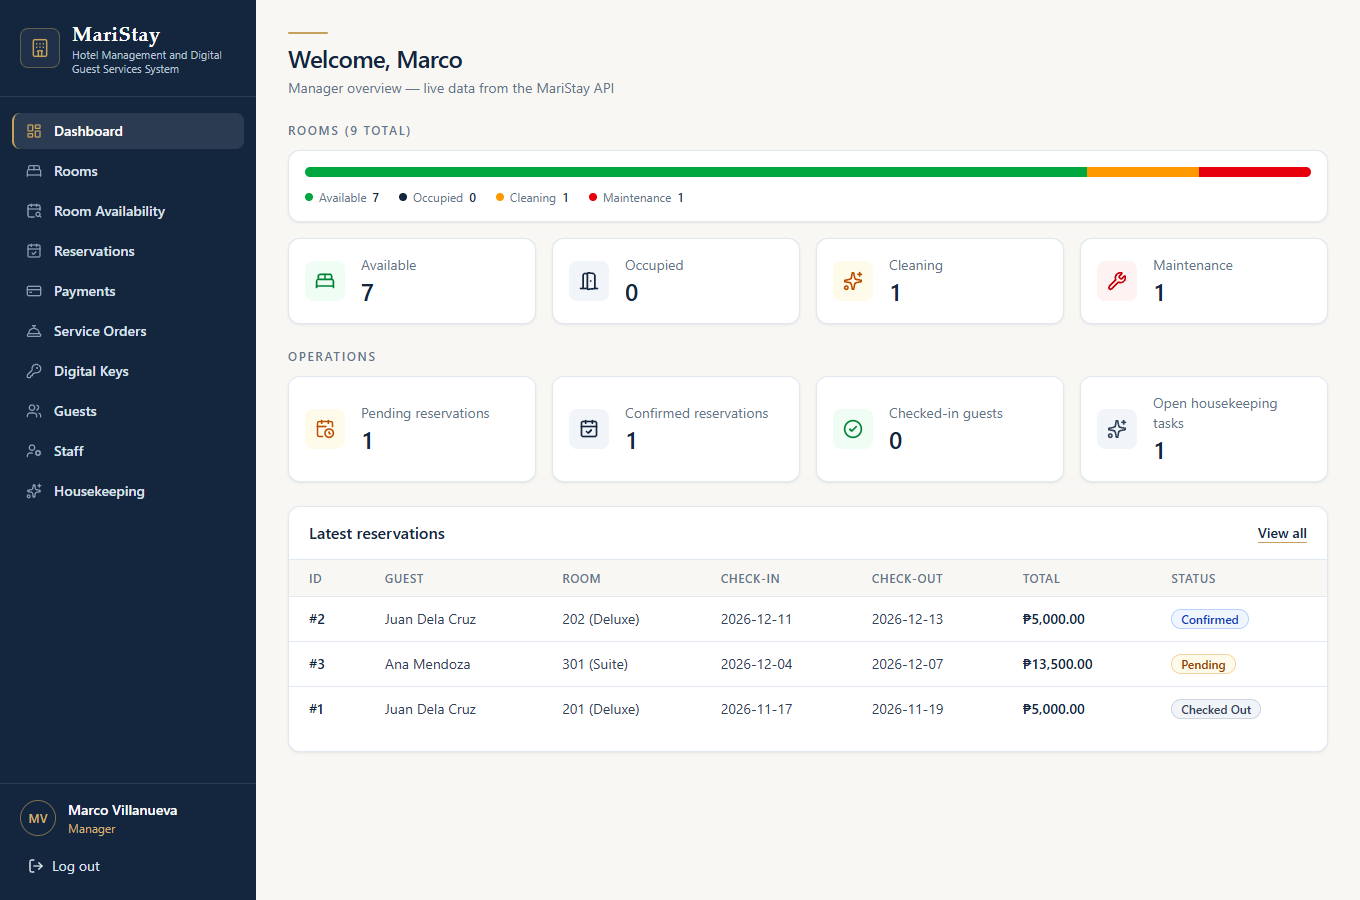 MariStay
Hotel Management and Digital
Guest Services System
Dashboard
Rooms
Room Availability
Reservations
Payments
Service Orders
Digital Keys
Guests
Staff
Housekeeping
MV
Marco Villanueva
Manager
Log out
Welcome, Marco
Manager overview — live data from the MariStay API
ROOMS (9 TOTAL)
Available 7 Occupied 0 Cleaning 1 Maintenance 1
Available
7
Occupied
0
Cleaning
1
Maintenance
1
OPERATIONS
Pending reservations
1
Confirmed reservations
1
Checked-in guests
0
Open housekeeping
tasks
1
Latest reservations View all
ID GUEST ROOM CHECK-IN CHECK-OUT TOTAL STATUS
#2 Juan Dela Cruz 202 (Deluxe) 2026-12-11 2026-12-13 ₱5,000.00 Confirmed
#3 Ana Mendoza 301 (Suite) 2026-12-04 2026-12-07 ₱13,500.00 Pending
#1 Juan Dela Cruz 201 (Deluxe) 2026-11-17 2026-11-19 ₱5,000.00 Checked Out